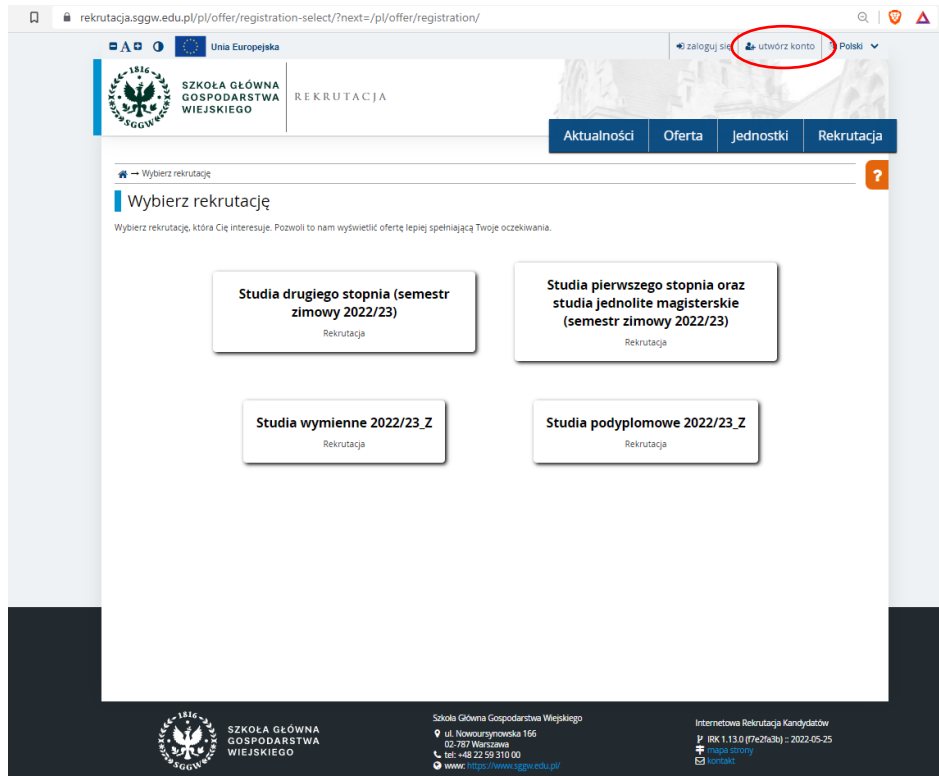 rekrutacja.sggw.edu.pl/pl/offer/registration-select/?next=/pl/offer/registration/
A Unia Europejska zaloguj się utwórz konto Polski
1816
SGGW
SZKOŁA GŁÓWNA
GOSPODARSTWA
WIEJSKIEGO
REKRUTACJA
Aktualności Oferta Jednostki Rekrutacja
→ Wybierz rekrutację
?
Wybierz rekrutację
Wybierz rekrutację, która Cię interesuje. Pozwoli to nam wyświetlić ofertę lepiej spełniającą Twoje oczekiwania.
Studia drugiego stopnia (semestr
zimowy 2022/23)
Rekrutacja
Studia pierwszego stopnia oraz
studia jednolite magisterskie
(semestr zimowy 2022/23)
Rekrutacja
Studia wymienne 2022/23_Z
Rekrutacja
Studia podyplomowe 2022/23_Z
Rekrutacja
1816
SGGW
SZKOŁA GŁÓWNA
GOSPODARSTWA
WIEJSKIEGO
Szkoła Główna Gospodarstwa Wiejskiego
ul. Nowoursynowska 166
02-787 Warszawa
tel: +48 22 59 310 00
www: https://www.sggw.edu.pl/
Internetowa Rekrutacja Kandydatów
IRK 1.13.0 (f7e2fa3b) :: 2022-05-25
mapa strony
kontakt